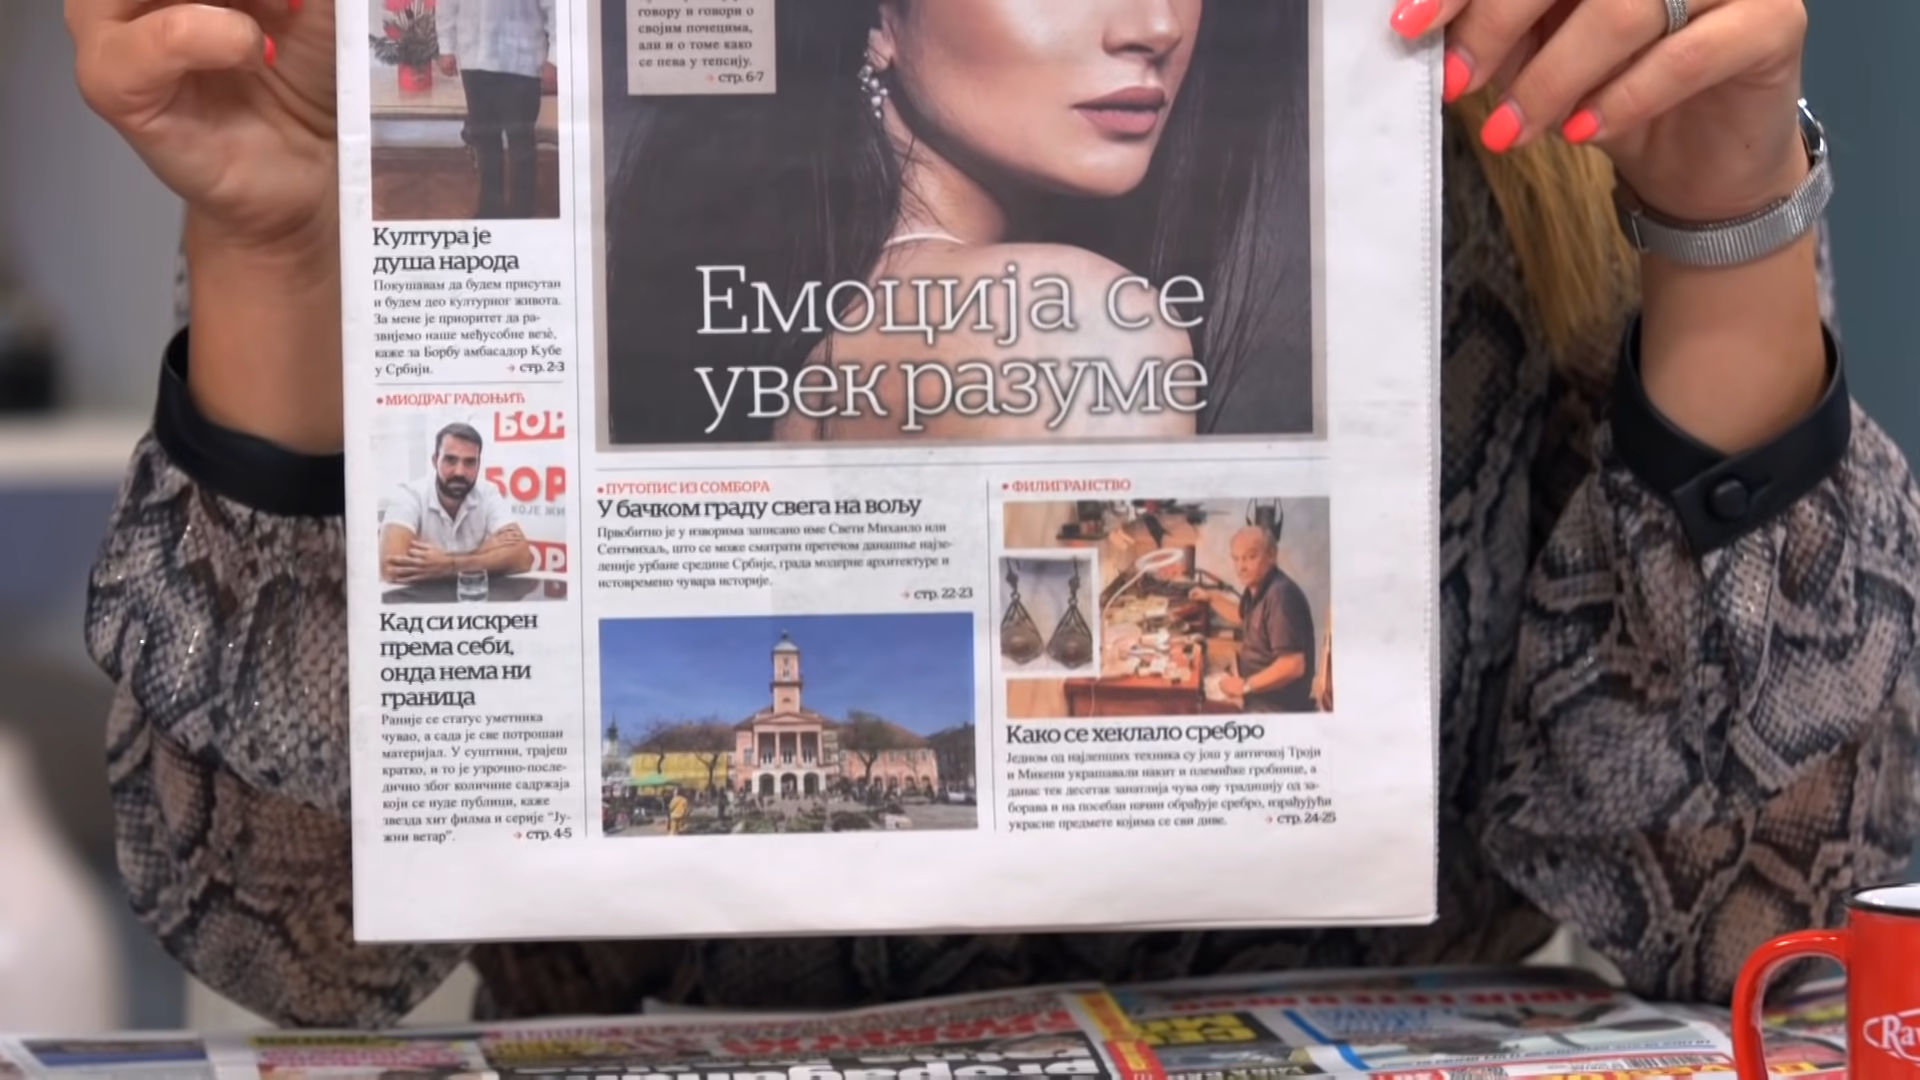 говору и говори о
својим почецима,
али и о томе како
се пева у тепсију.
стр. 6-7
Култура је
душа народа
Покушавам да будем присутан
и будем део културног живота.
За мене је приоритет да ра-
звијемо наше међусобне везе,
каже за Борбу амбасадор Кубе
у Србији.
стр. 2-3
Емоција се
увек разуме
МИОДРАГ РАДОЊИЋ
БОР
БОР
КОЈЕ ЖИ
ОР
Кад си искрен
према себи,
онда нема ни
граница
Раније се статус уметника
чувао, а сада је све потрошан
материјал. У суштини, трајеш
кратко, и то је узрочно-после-
дично због количине садржаја
који се нуде публици, каже
звезда хит филма и серије "Ју-
жни ветар".
стр. 4-5
ПУТОПИС ИЗ СОМБОРА
У бачком граду свега на вољу
Првобитно је у изворима записано име Свети Михаило или
Сентмихаљ, што се може сматрати претечом данашње најзе-
леније урбане средине Србије, града модерне архитектуре и
истовремено чувара историје.
стр. 22-23
ФИЛИГРАНСТВО
Како се хеклало сребро
Једном од најлепших техника су још у античкој Троји
и Микени украшавали накит и племићке гробнице, а
данас тек десетак занатлија чува ову традицију од за-
борава и на посебан начин обрађује сребро, израђујући
украсне предмете којима се сви диве.
стр. 24-25
Ra